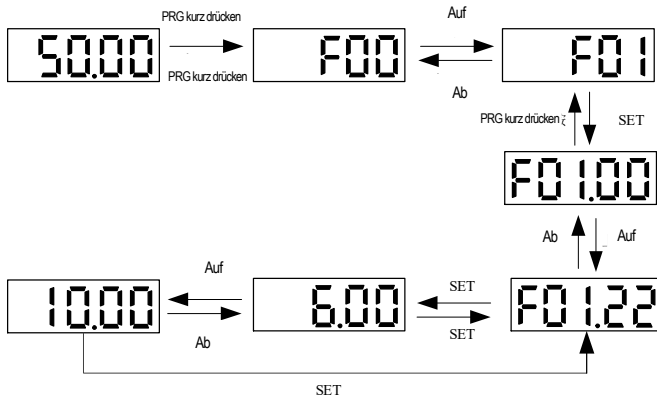 PRG kurz drücken
Auf
50.00
F00
F01
PRG kurz drücken
Ab
PRG kurz drücken
SET
F01.00
Ab
Auf
Auf
SET
10.00
6.00
F01.22
Ab
SET
SET